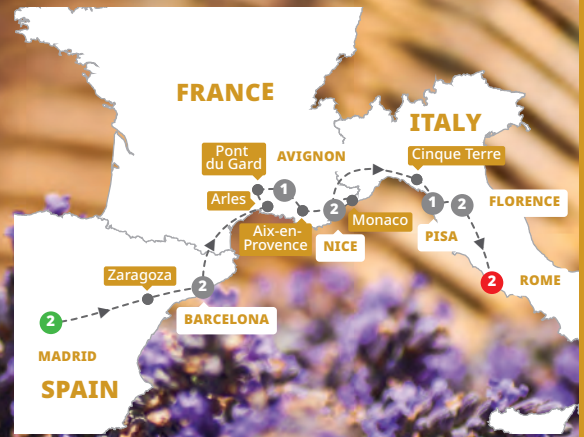 FRANCE
ITALY
Pont
du Gard
AVIGNON
1
Cinque Terre
Arles
Aix-en-
Provence
2
NICE
Monaco
1
2
FLORENCE
PISA
Zaragoza
2
BARCELONA
2
ROME
2
MADRID
SPAIN